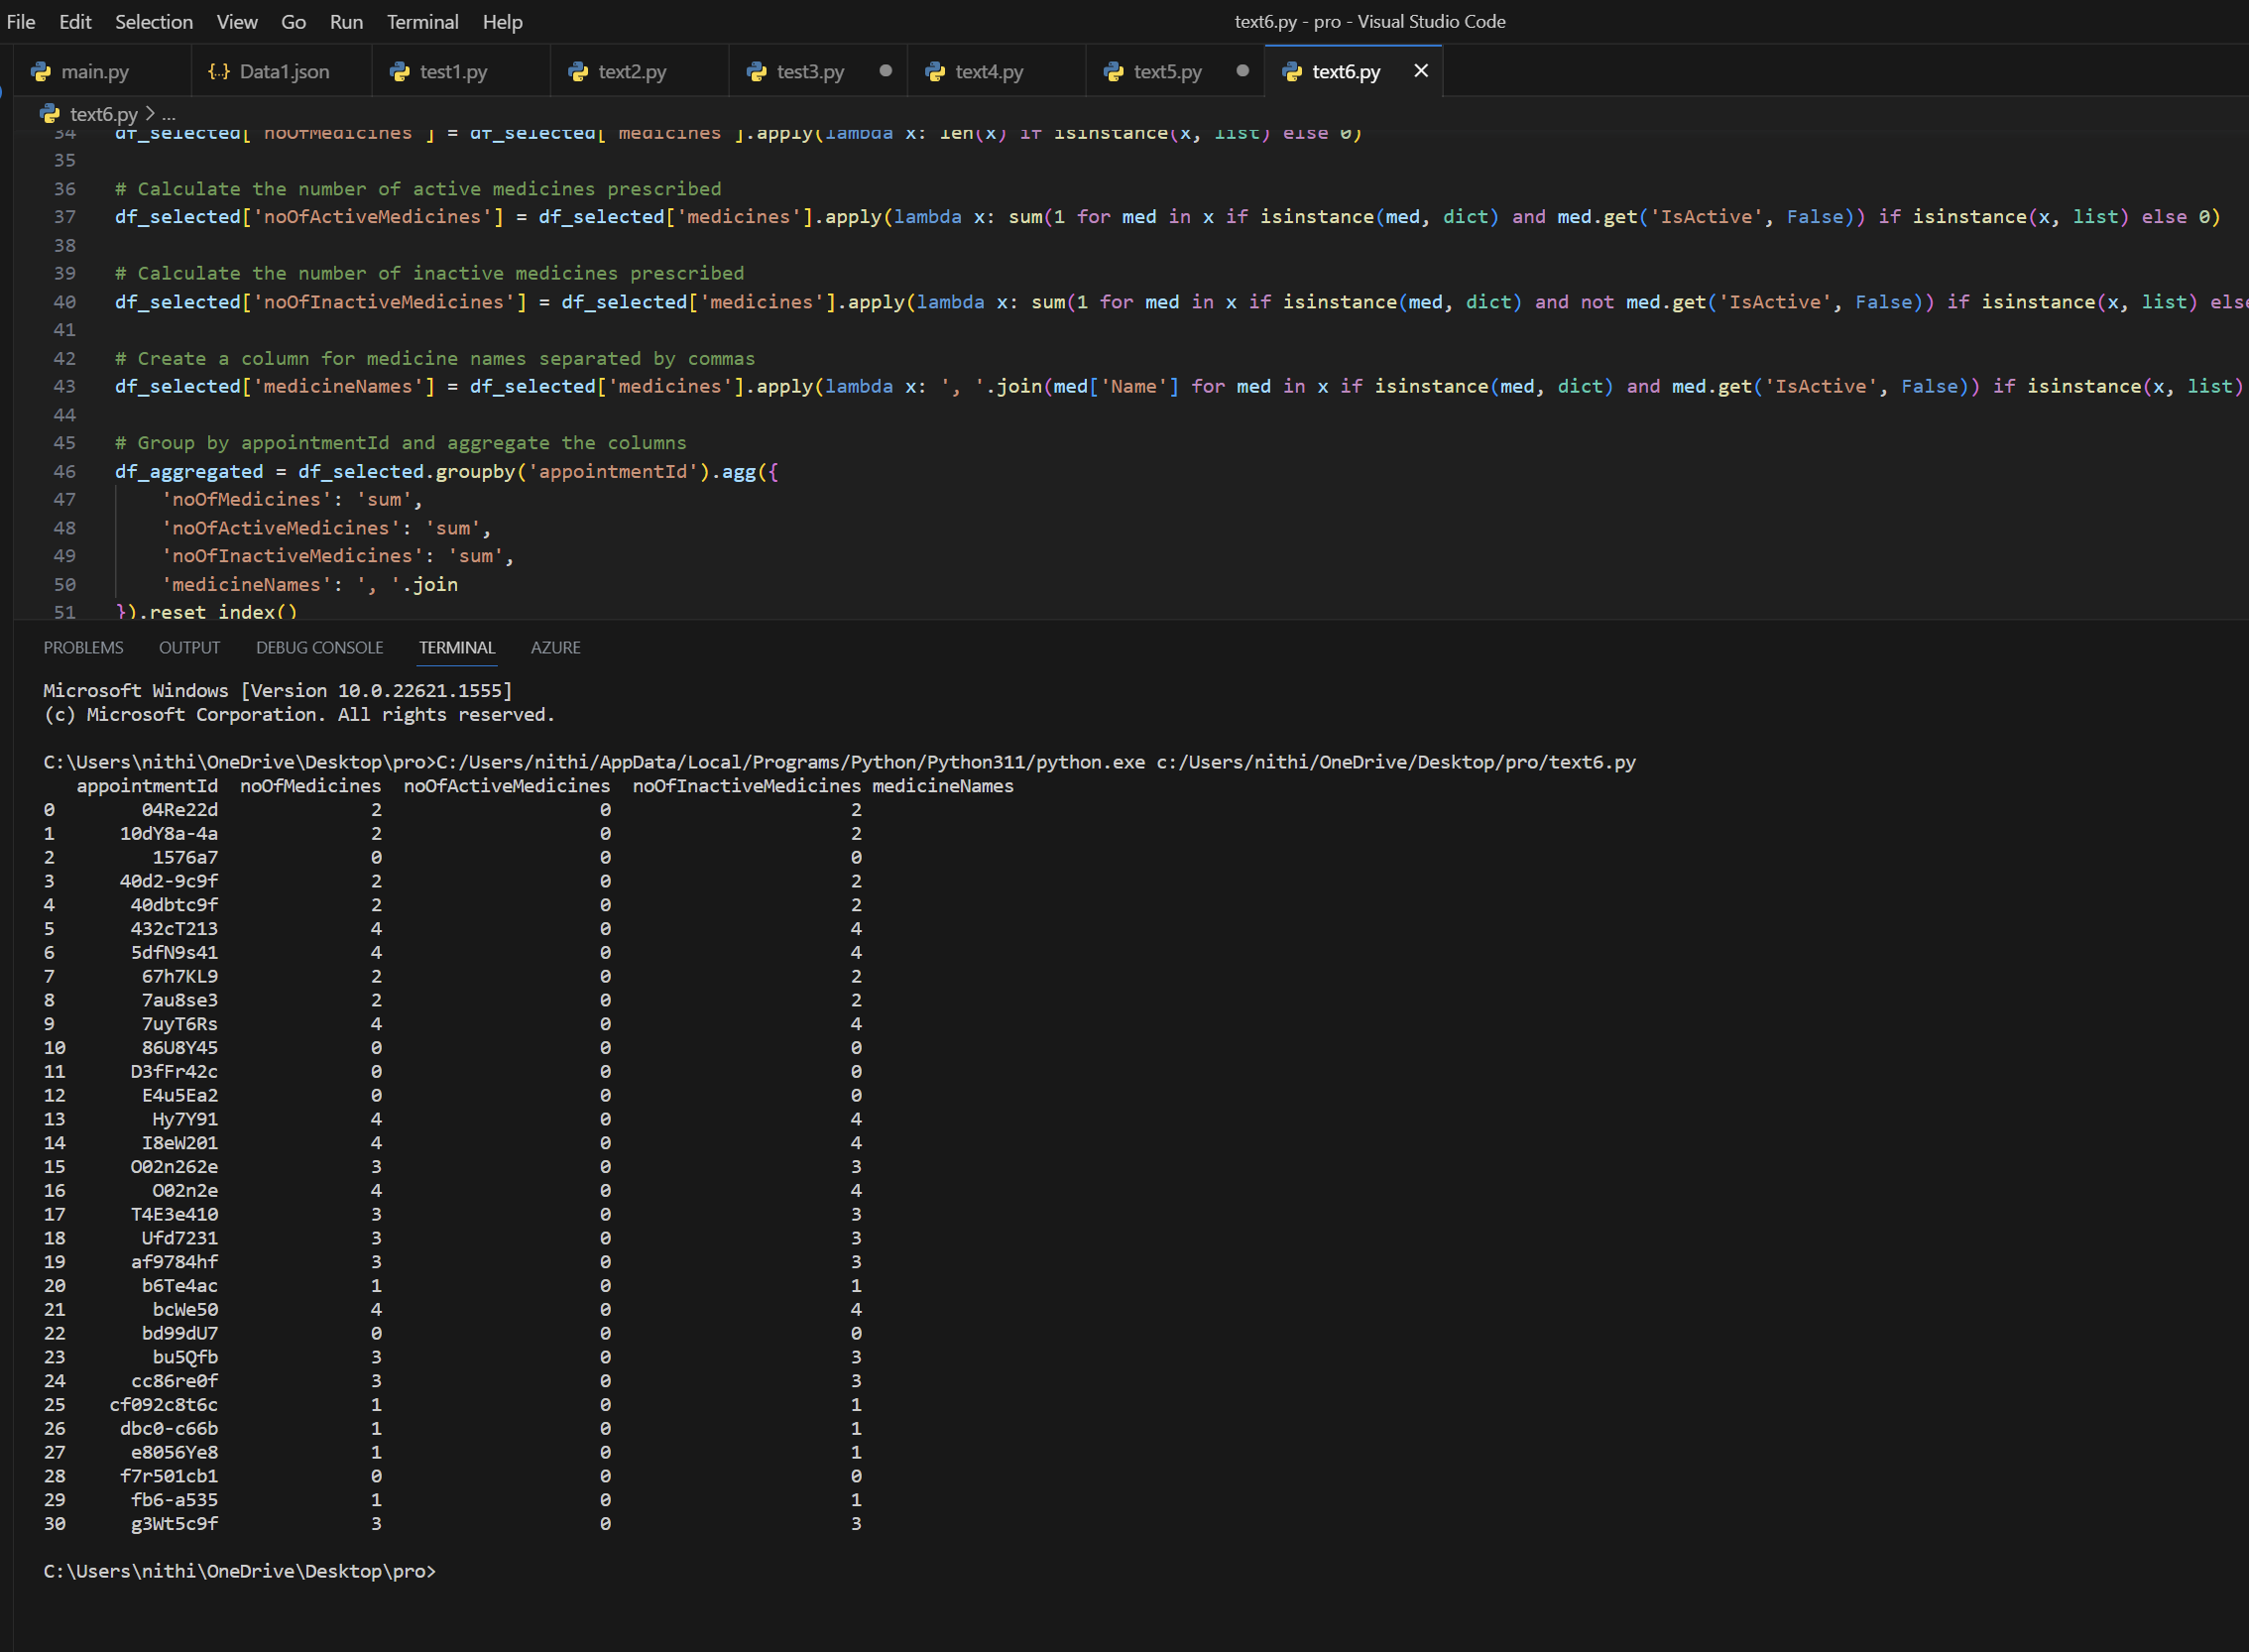 File Edit Selection View Go Run Terminal Help text6.py - pro - Visual Studio Code
main.py {..} Data1.json test1.py text2.py test3.py text4.py text5.py text6.py
text6.py > ...
34 df_selected['noOfMedicines'] = df_selected['medicines'].apply(lambda x: len(x) if isinstance(x, list) else 0)
35
36 # Calculate the number of active medicines prescribed
37 df_selected['noOfActiveMedicines'] = df_selected['medicines'].apply(lambda x: sum(1 for med in x if isinstance(med, dict) and med.get('IsActive', False)) if isinstance(x, list) else 0)
38
39 # Calculate the number of inactive medicines prescribed
40 df_selected['noOfInactiveMedicines'] = df_selected['medicines'].apply(lambda x: sum(1 for med in x if isinstance(med, dict) and not med.get('IsActive', False)) if isinstance(x, list) else
41
42 # Create a column for medicine names separated by commas
43 df_selected['medicineNames'] = df_selected['medicines'].apply(lambda x: ', '.join(med['Name'] for med in x if isinstance(med, dict) and med.get('IsActive', False)) if isinstance(x, list)
44
45 # Group by appointmentId and aggregate the columns
46 df_aggregated = df_selected.groupby('appointmentId').agg({
47 'noOfMedicines': 'sum',
48 'noOfActiveMedicines': 'sum',
49 'noOfInactiveMedicines': 'sum',
50 'medicineNames': ', '.join
51 }).reset_index()
PROBLEMS OUTPUT DEBUG CONSOLE TERMINAL AZURE
Microsoft Windows [Version 10.0.22621.1555]
(c) Microsoft Corporation. All rights reserved.
C:\Users\nithi\OneDrive\Desktop\pro>C:/Users/nithi/AppData/Local/Programs/Python/Python311/python.exe c:/Users/nithi/OneDrive/Desktop/pro/text6.py
appointmentId noOfMedicines noOfActiveMedicines noOfInactiveMedicines medicineNames
0 04Re22d 2 0 2
1 10dY8a-4a 2 0 2
2 1576a7 0 0 0
3 40d2-9c9f 2 0 2
4 40dbtc9f 2 0 2
5 432cT213 4 0 4
6 5dfN9s41 4 0 4
7 67h7KL9 2 0 2
8 7au8se3 2 0 2
9 7uyT6Rs 4 0 4
10 86U8Y45 0 0 0
11 D3fFr42c 0 0 0
12 E4u5Ea2 0 0 0
13 Hy7Y91 4 0 4
14 I8eW201 4 0 4
15 O02n262e 3 0 3
16 O02n2e 4 0 4
17 T4E3e410 3 0 3
18 Ufd7231 3 0 3
19 af9784hf 3 0 3
20 b6Te4ac 1 0 1
21 bcWe50 4 0 4
22 bd99dU7 0 0 0
23 bu5Qfb 3 0 3
24 cc86re0f 3 0 3
25 cf092c8t6c 1 0 1
26 dbc0-c66b 1 0 1
27 e8056Ye8 1 0 1
28 f7r501cb1 0 0 0
29 fb6-a535 1 0 1
30 g3Wt5c9f 3 0 3
C:\Users\nithi\OneDrive\Desktop\pro>